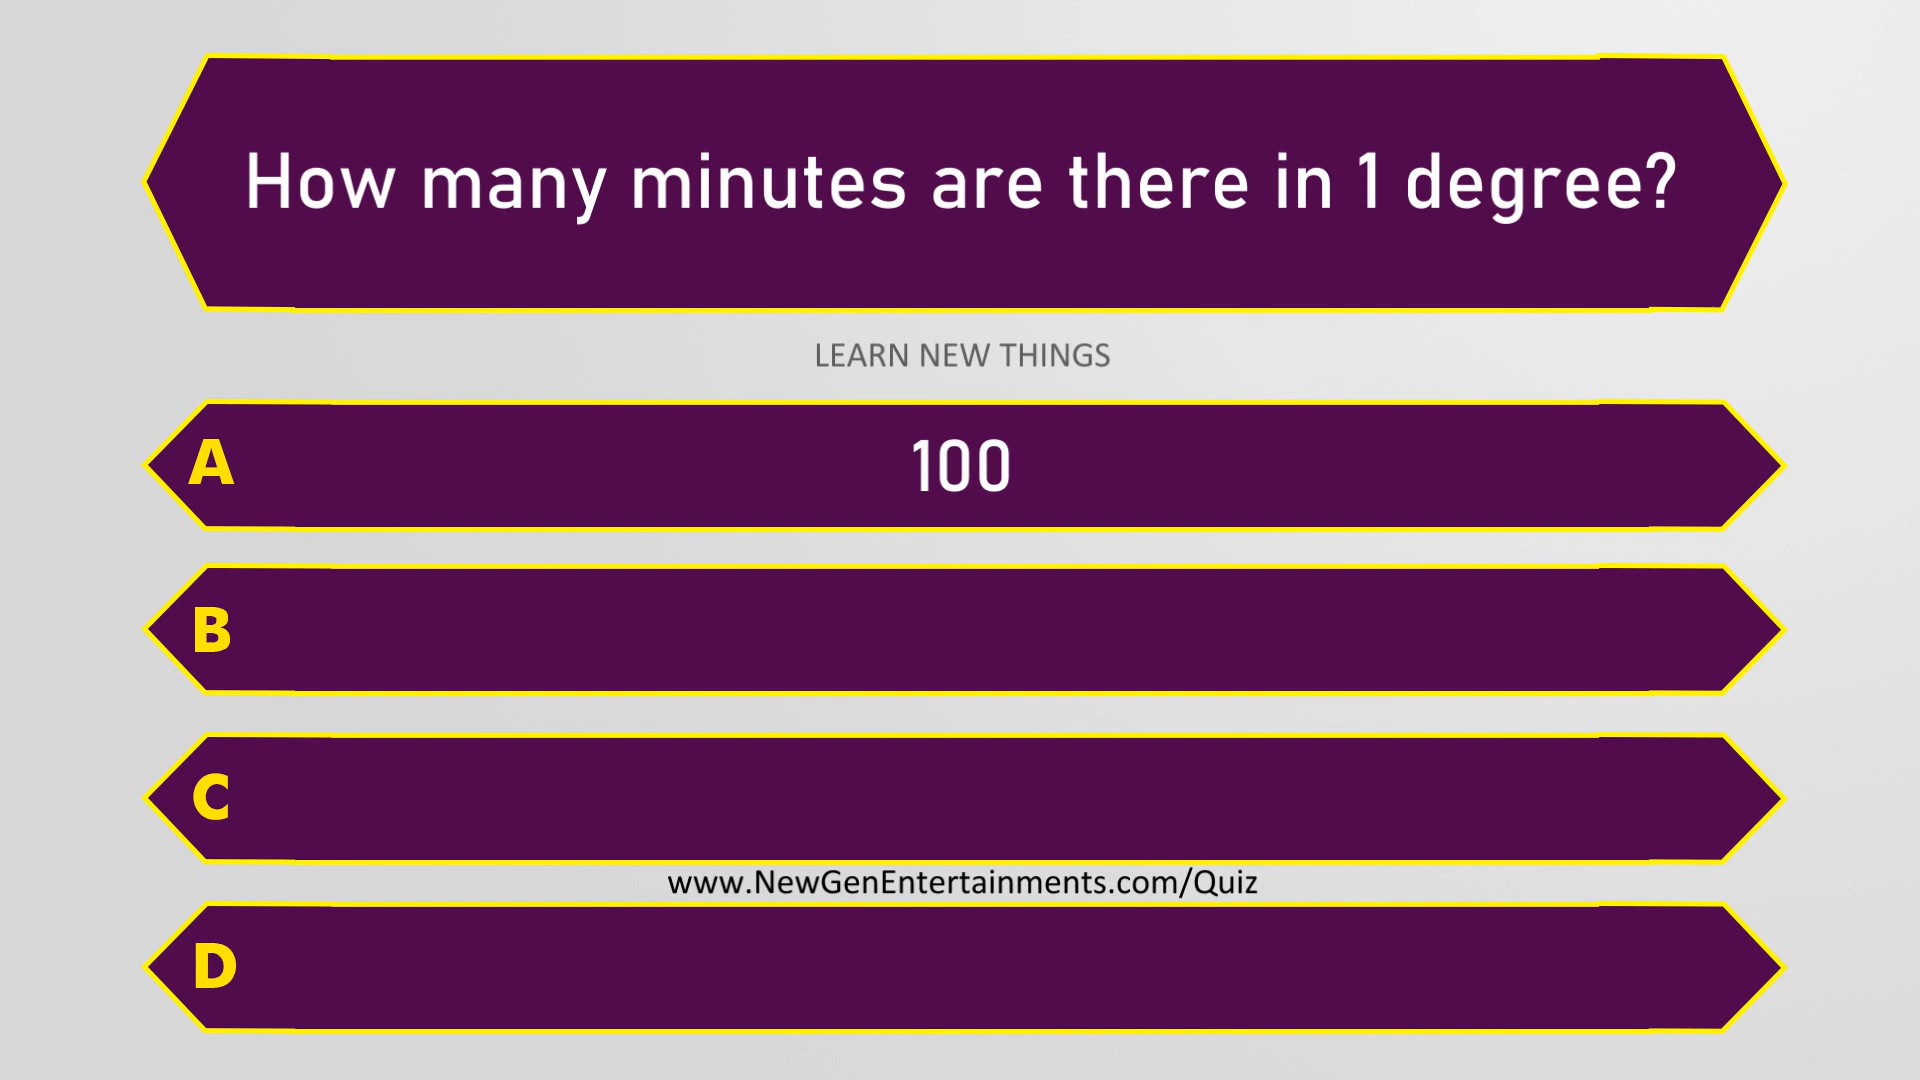 How many minutes are there in 1 degree?
LEARN NEW THINGS
A 100
B
C
www.NewGenEntertainments.com/Quiz
D